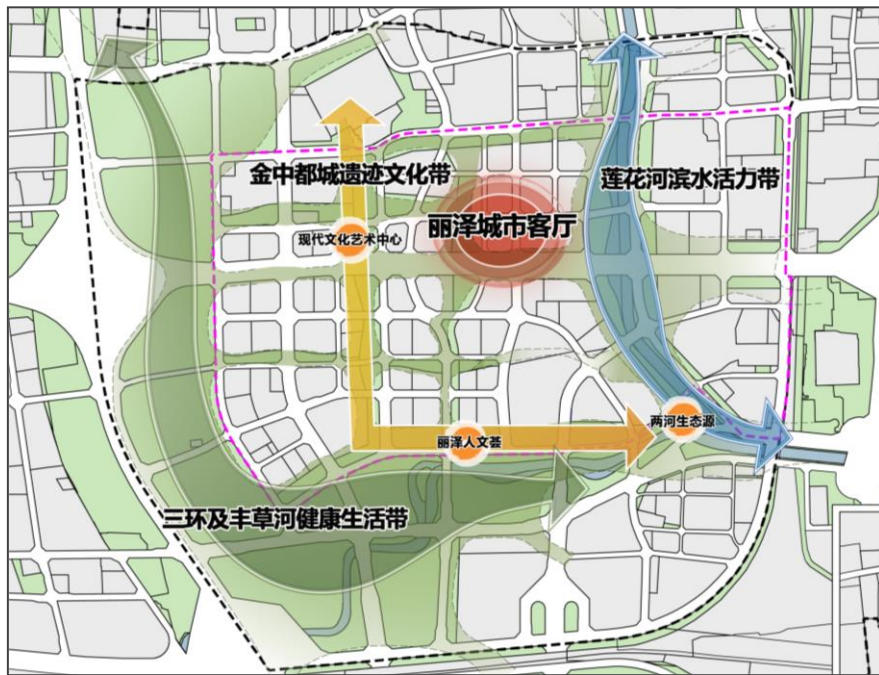 金中都城遗迹文化带
莲花河滨水活力带
丽泽城市客厅
现代文化艺术中心
两河生态源
丽泽人文荟
三环及丰草河健康生活带